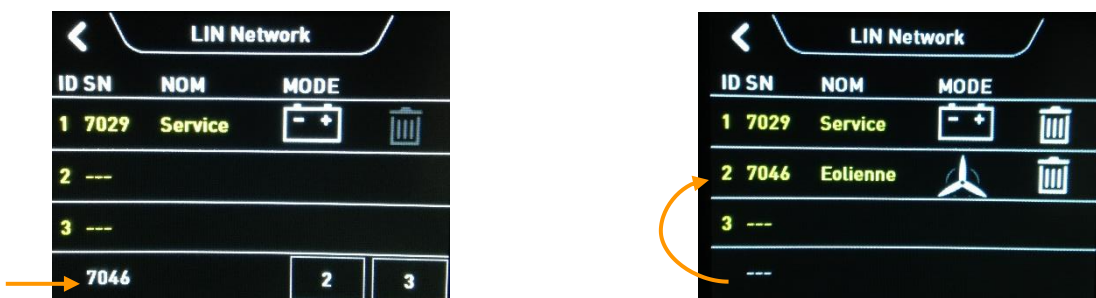 LIN Network
ID SN NOM MODE
1 7029 Service - +
2 ---
3 ---
7046 2 3
LIN Network
ID SN NOM MODE
1 7029 Service - +
2 7046 Eolienne
3 ---
---